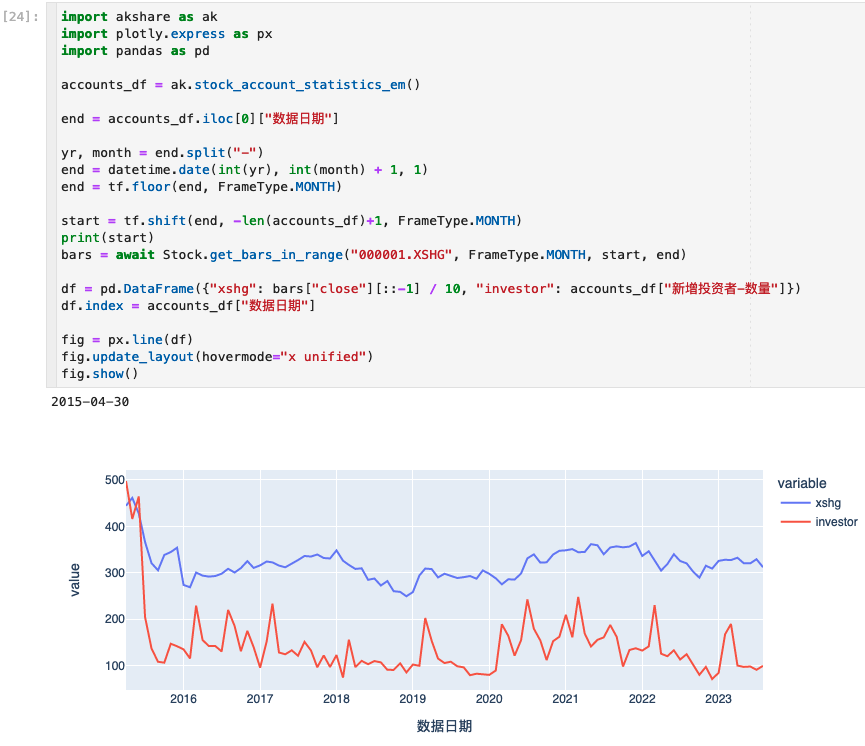 [24]:
import akshare as ak
import plotly.express as px
import pandas as pd
accounts_df = ak.stock_account_statistics_em()
end = accounts_df.iloc[0]["数据日期"]
yr, month = end.split("-")
end = datetime.date(int(yr), int(month) + 1, 1)
end = tf.floor(end, FrameType.MONTH)
start = tf.shift(end, -len(accounts_df)+1, FrameType.MONTH)
print(start)
bars = await Stock.get_bars_in_range("000001.XSHG", FrameType.MONTH, start, end)
df = pd.DataFrame({"xshg": bars["close"][::-1] / 10, "investor": accounts_df["新增投资者-数量"]})
df.index = accounts_df["数据日期"]
fig = px.line(df)
fig.update_layout(hovermode="x unified")
fig.show()
2015-04-30
variable
xshg
investor
value
500
400
300
200
100
2016
2017
2018
2019
2020
2021
2022
2023
数据日期